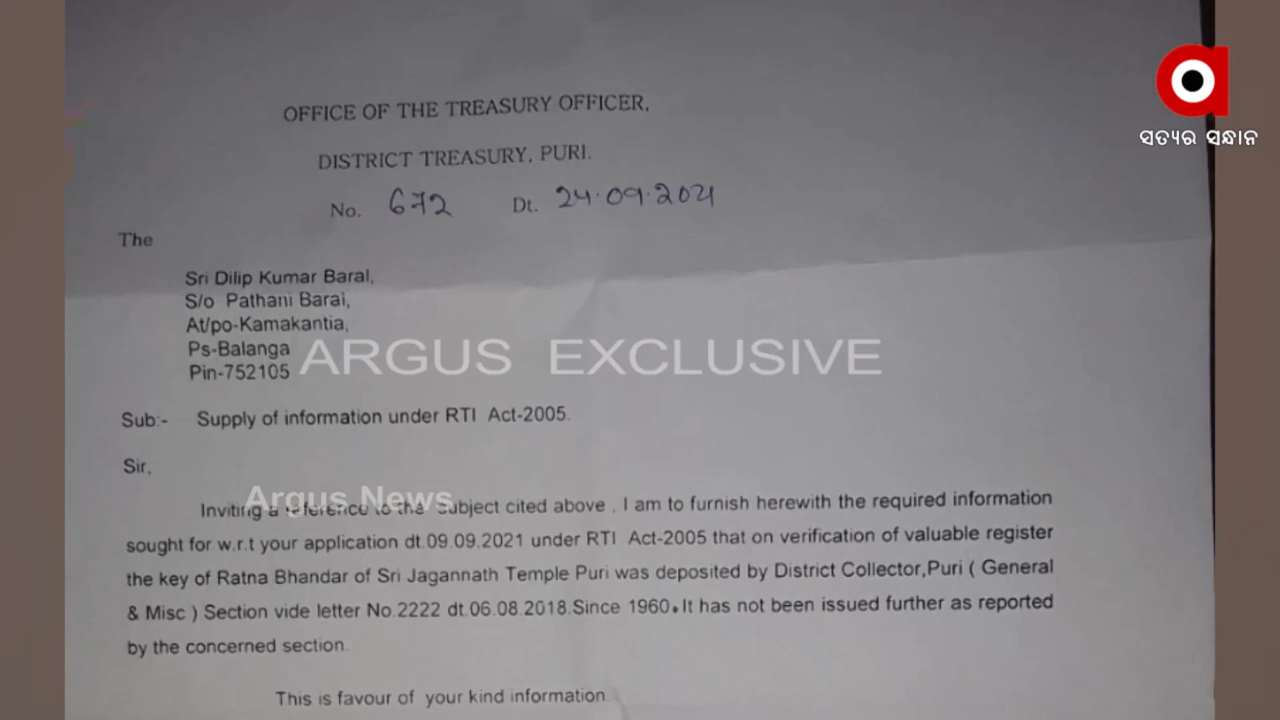 OFFICE OF THE TREASURY OFFICER,
DISTRICT TREASURY, PURI.
No. 672 Dt. 24.09.2021
ସତ୍ୟର ସନ୍ଧାନ
The
Sri Dilip Kumar Baral,
S/o Pathani Baral,
At/po-Kamakantia,
Ps-Balanga
Pin-752105
ARGUS EXCLUSIVE
Sub:- Supply of information under RTI Act-2005.
Sir,
Argus News
Inviting a reference to the subject cited above , I am to furnish herewith the required information
sought for w.r.t your application dt.09.09.2021 under RTI Act-2005 that on verification of valuable register
the key of Ratna Bhandar of Sri Jagannath Temple Puri was deposited by District Collector,Puri ( General
& Misc ) Section vide letter No.2222 dt.06.08.2018.Since 1960.It has not been issued further as reported
by the concerned section.
This is favour of your kind information.